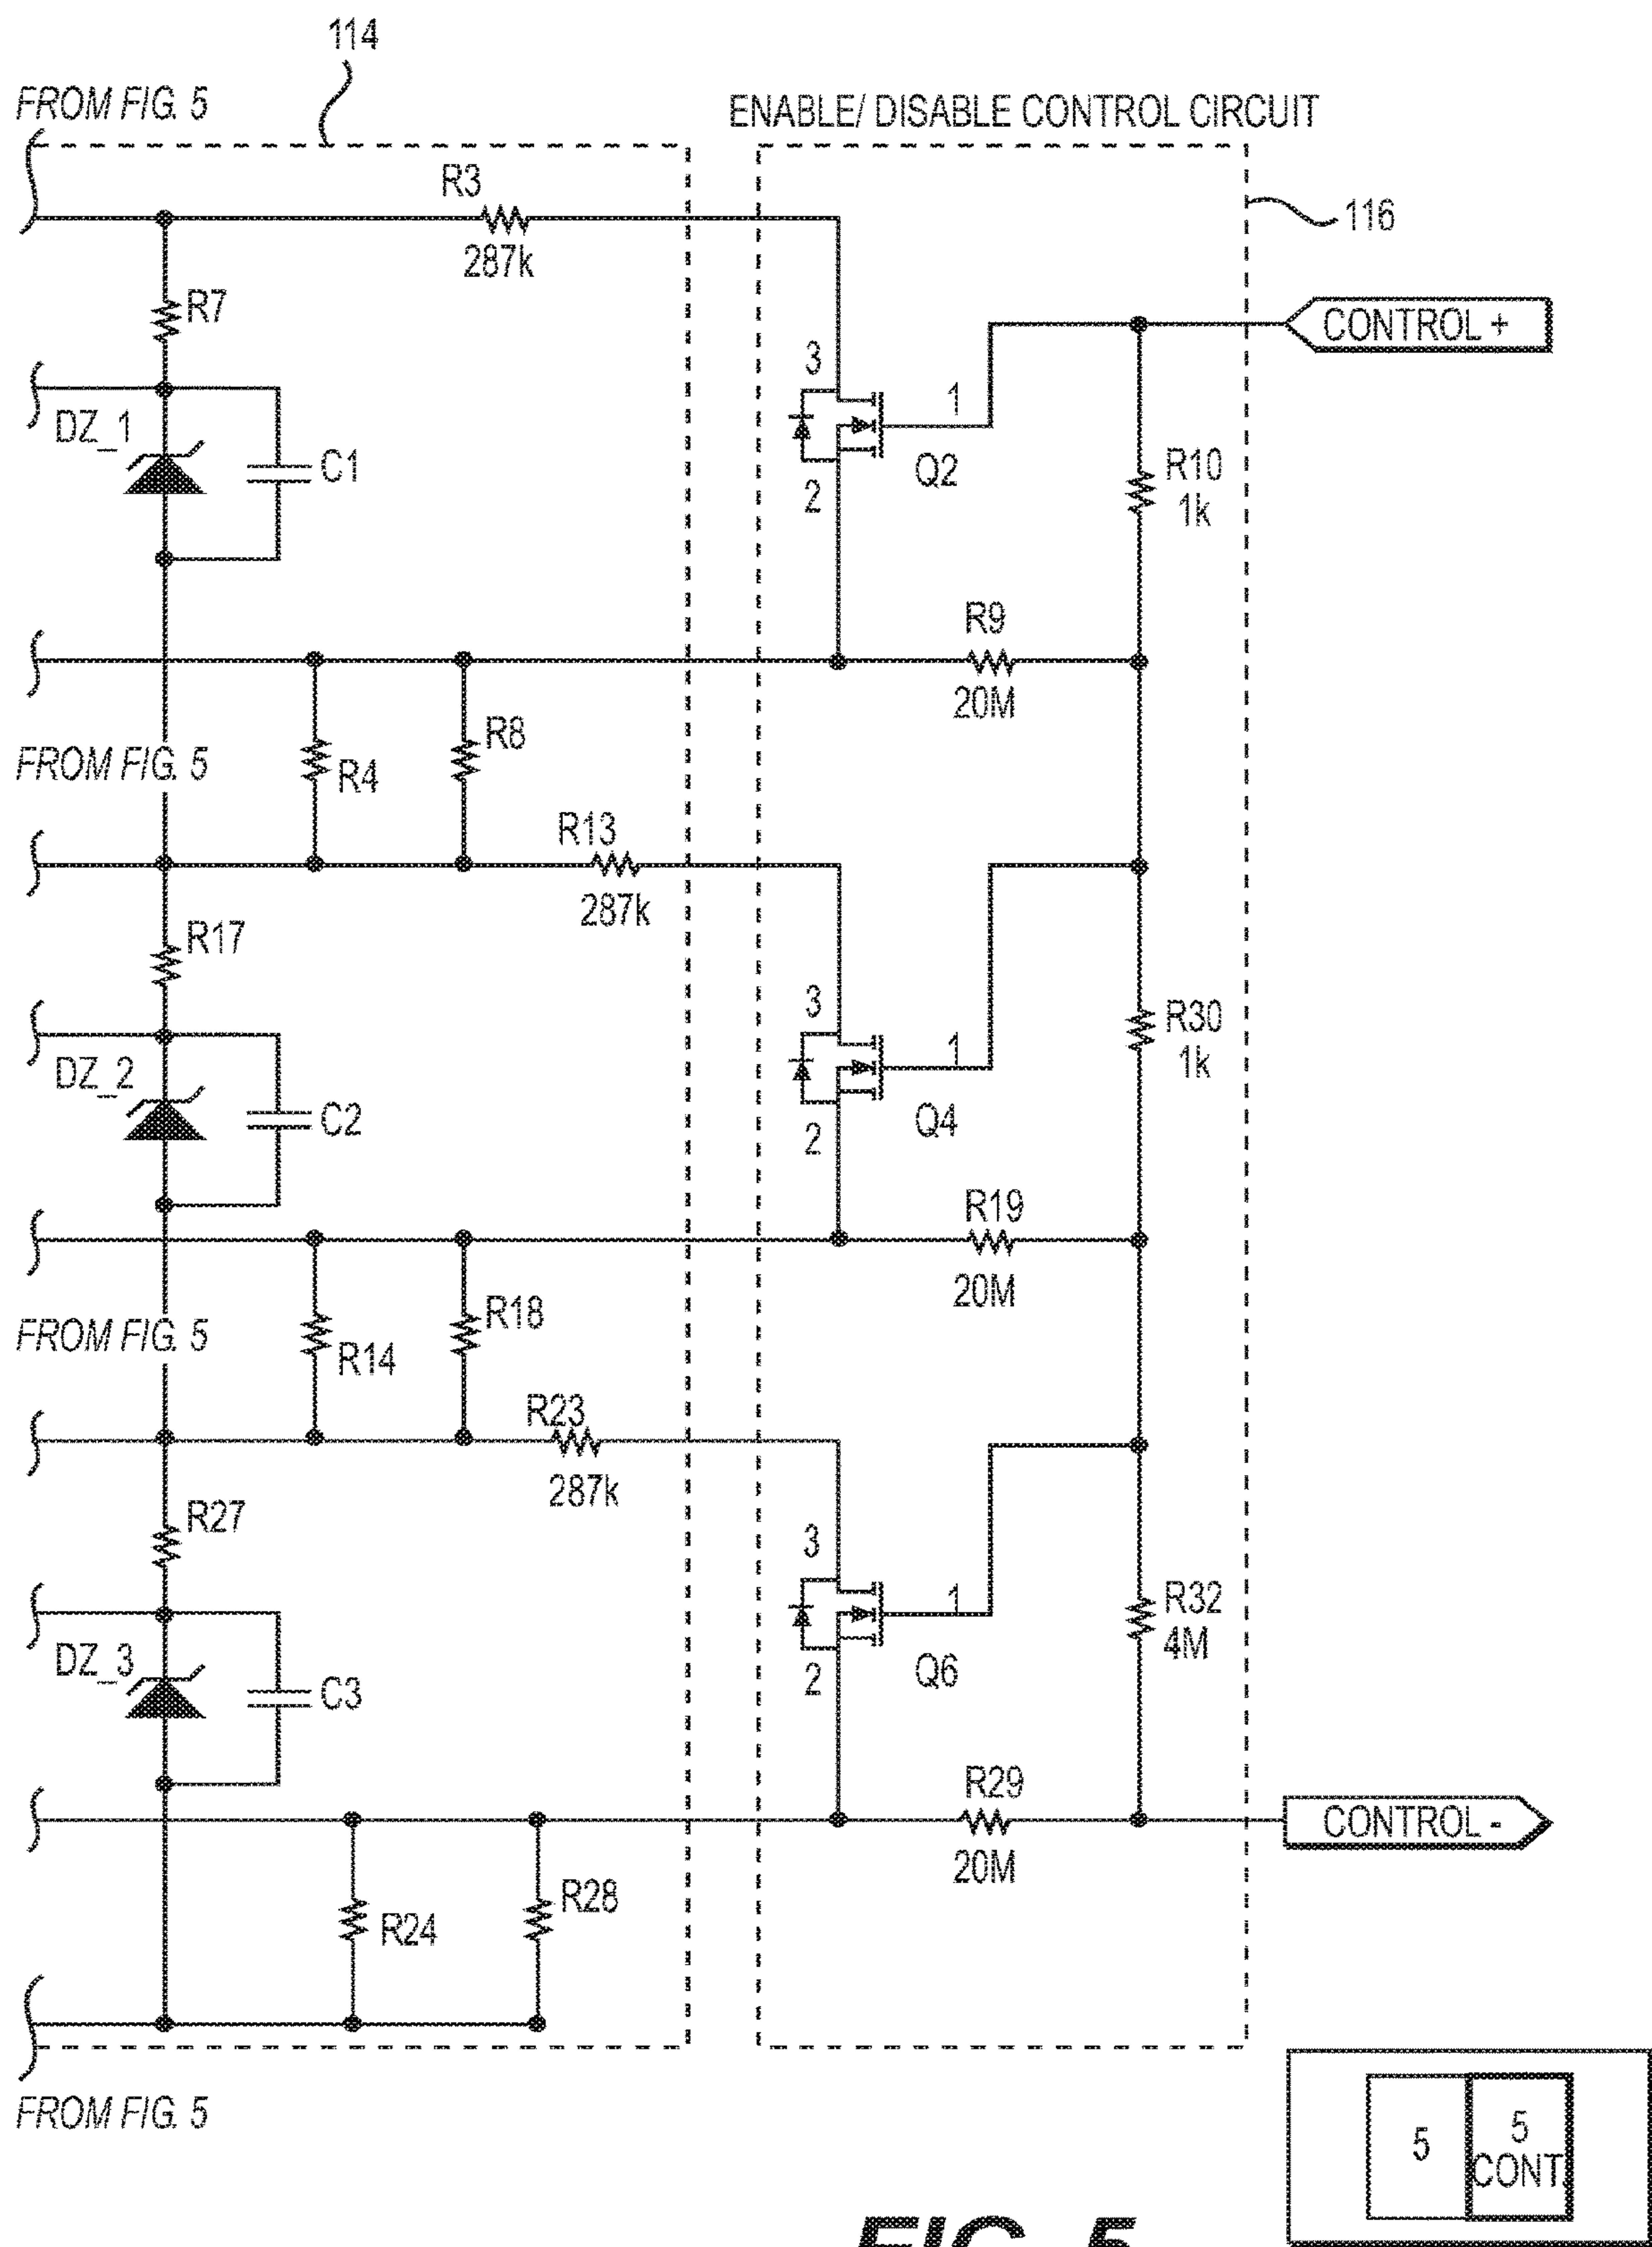 114
FROM FIG. 5
ENABLE/ DISABLE CONTROL CIRCUIT
R3
287k
116
R7
CONTROL +
3
1
DZ_1
C1
Q2
2
R10
1k
R9
20M
R8
FROM FIG. 5
R4
R13
287k
R17
3
1
R30
1k
DZ_2
C2
Q4
2
R19
20M
R18
FROM FIG. 5
R14
R23
287k
R27
3
1
R32
4M
DZ_3
C3
Q6
2
R29
20M
CONTROL -
R28
R24
FROM FIG. 5
5
5
CONT.
FIG. 5